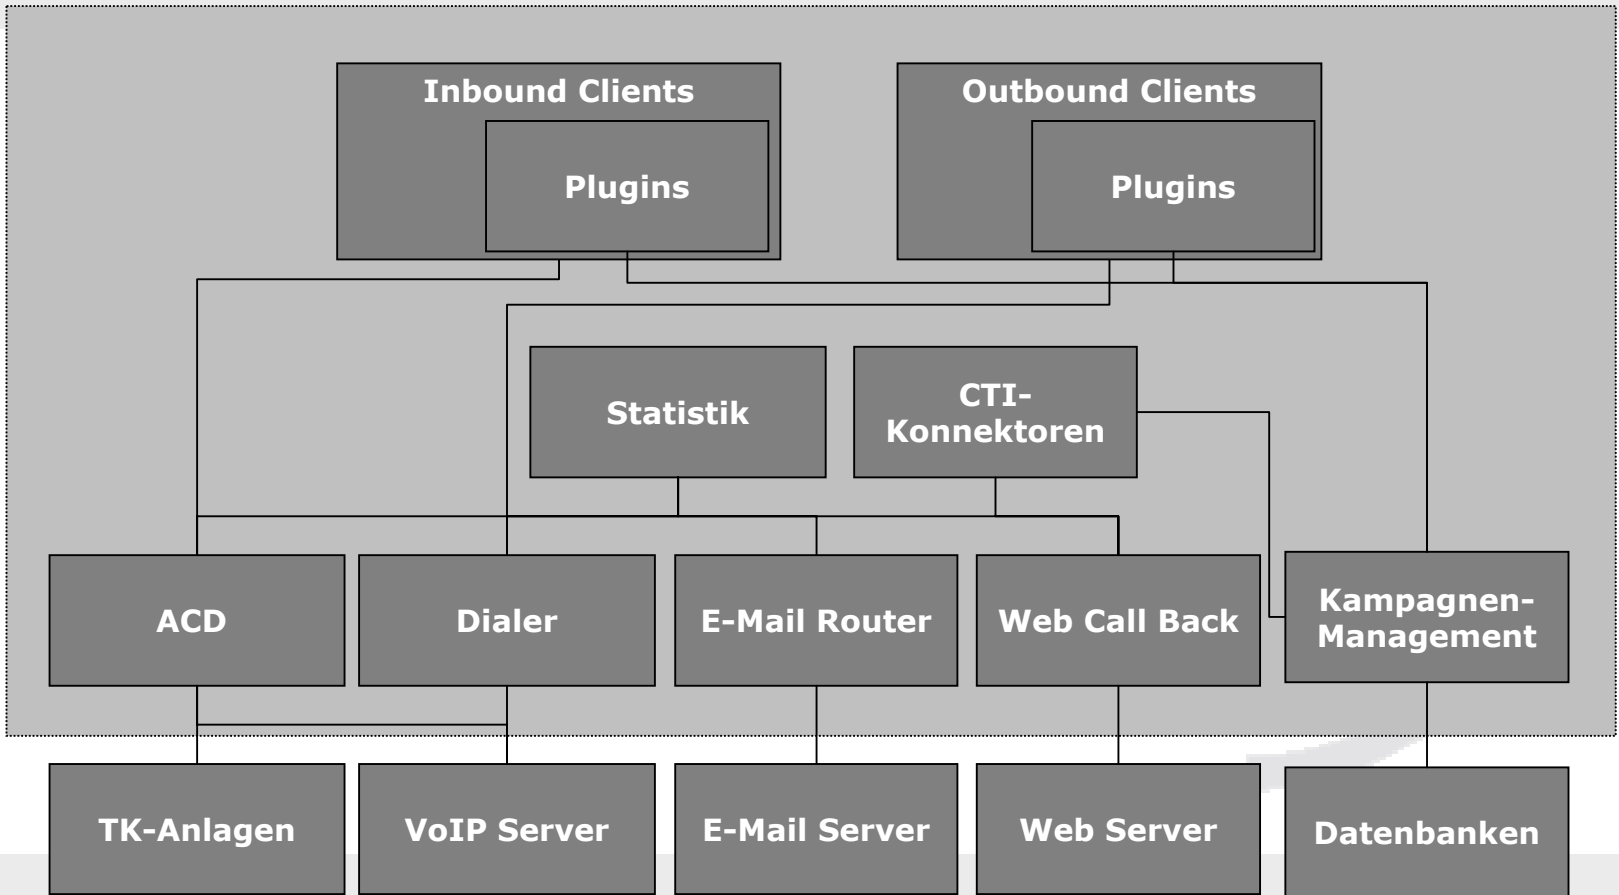 Inbound Clients
Outbound Clients
Plugins
Plugins
Statistik
CTI-
Konnektoren
ACD
Dialer
E-Mail Router
Web Call Back
Kampagnen-
Management
TK-Anlagen
VoIP Server
E-Mail Server
Web Server
Datenbanken